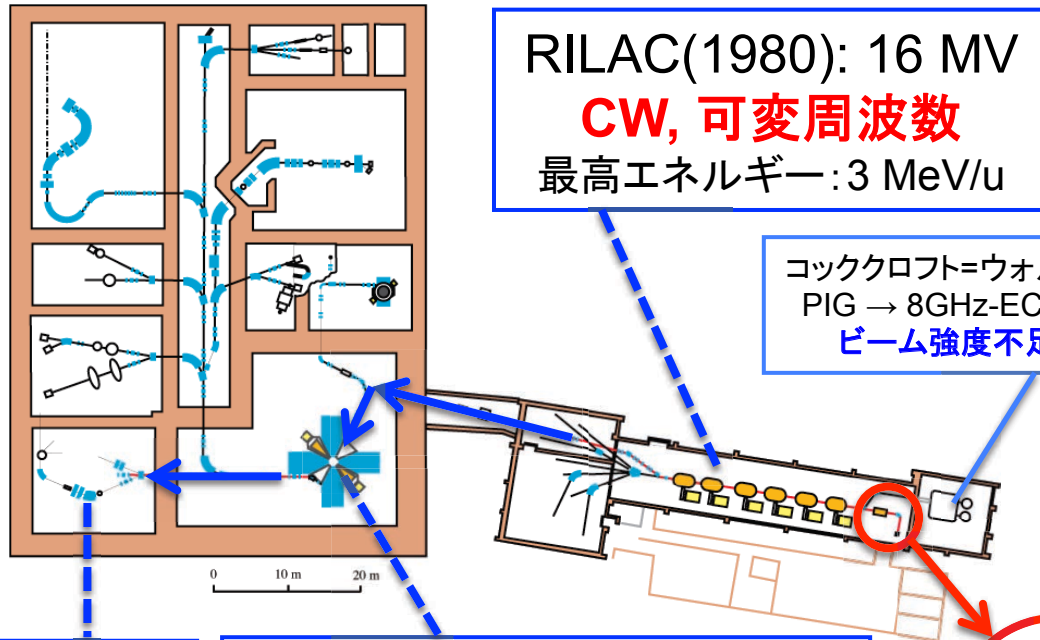 RILAC(1980): 16 MV
CW, 可変周波数
最高エネルギー：3 MeV/u
コッククロフト=ウォル
PIG → 8GHz-EC
ビーム強度不足
0 10 m 20 m